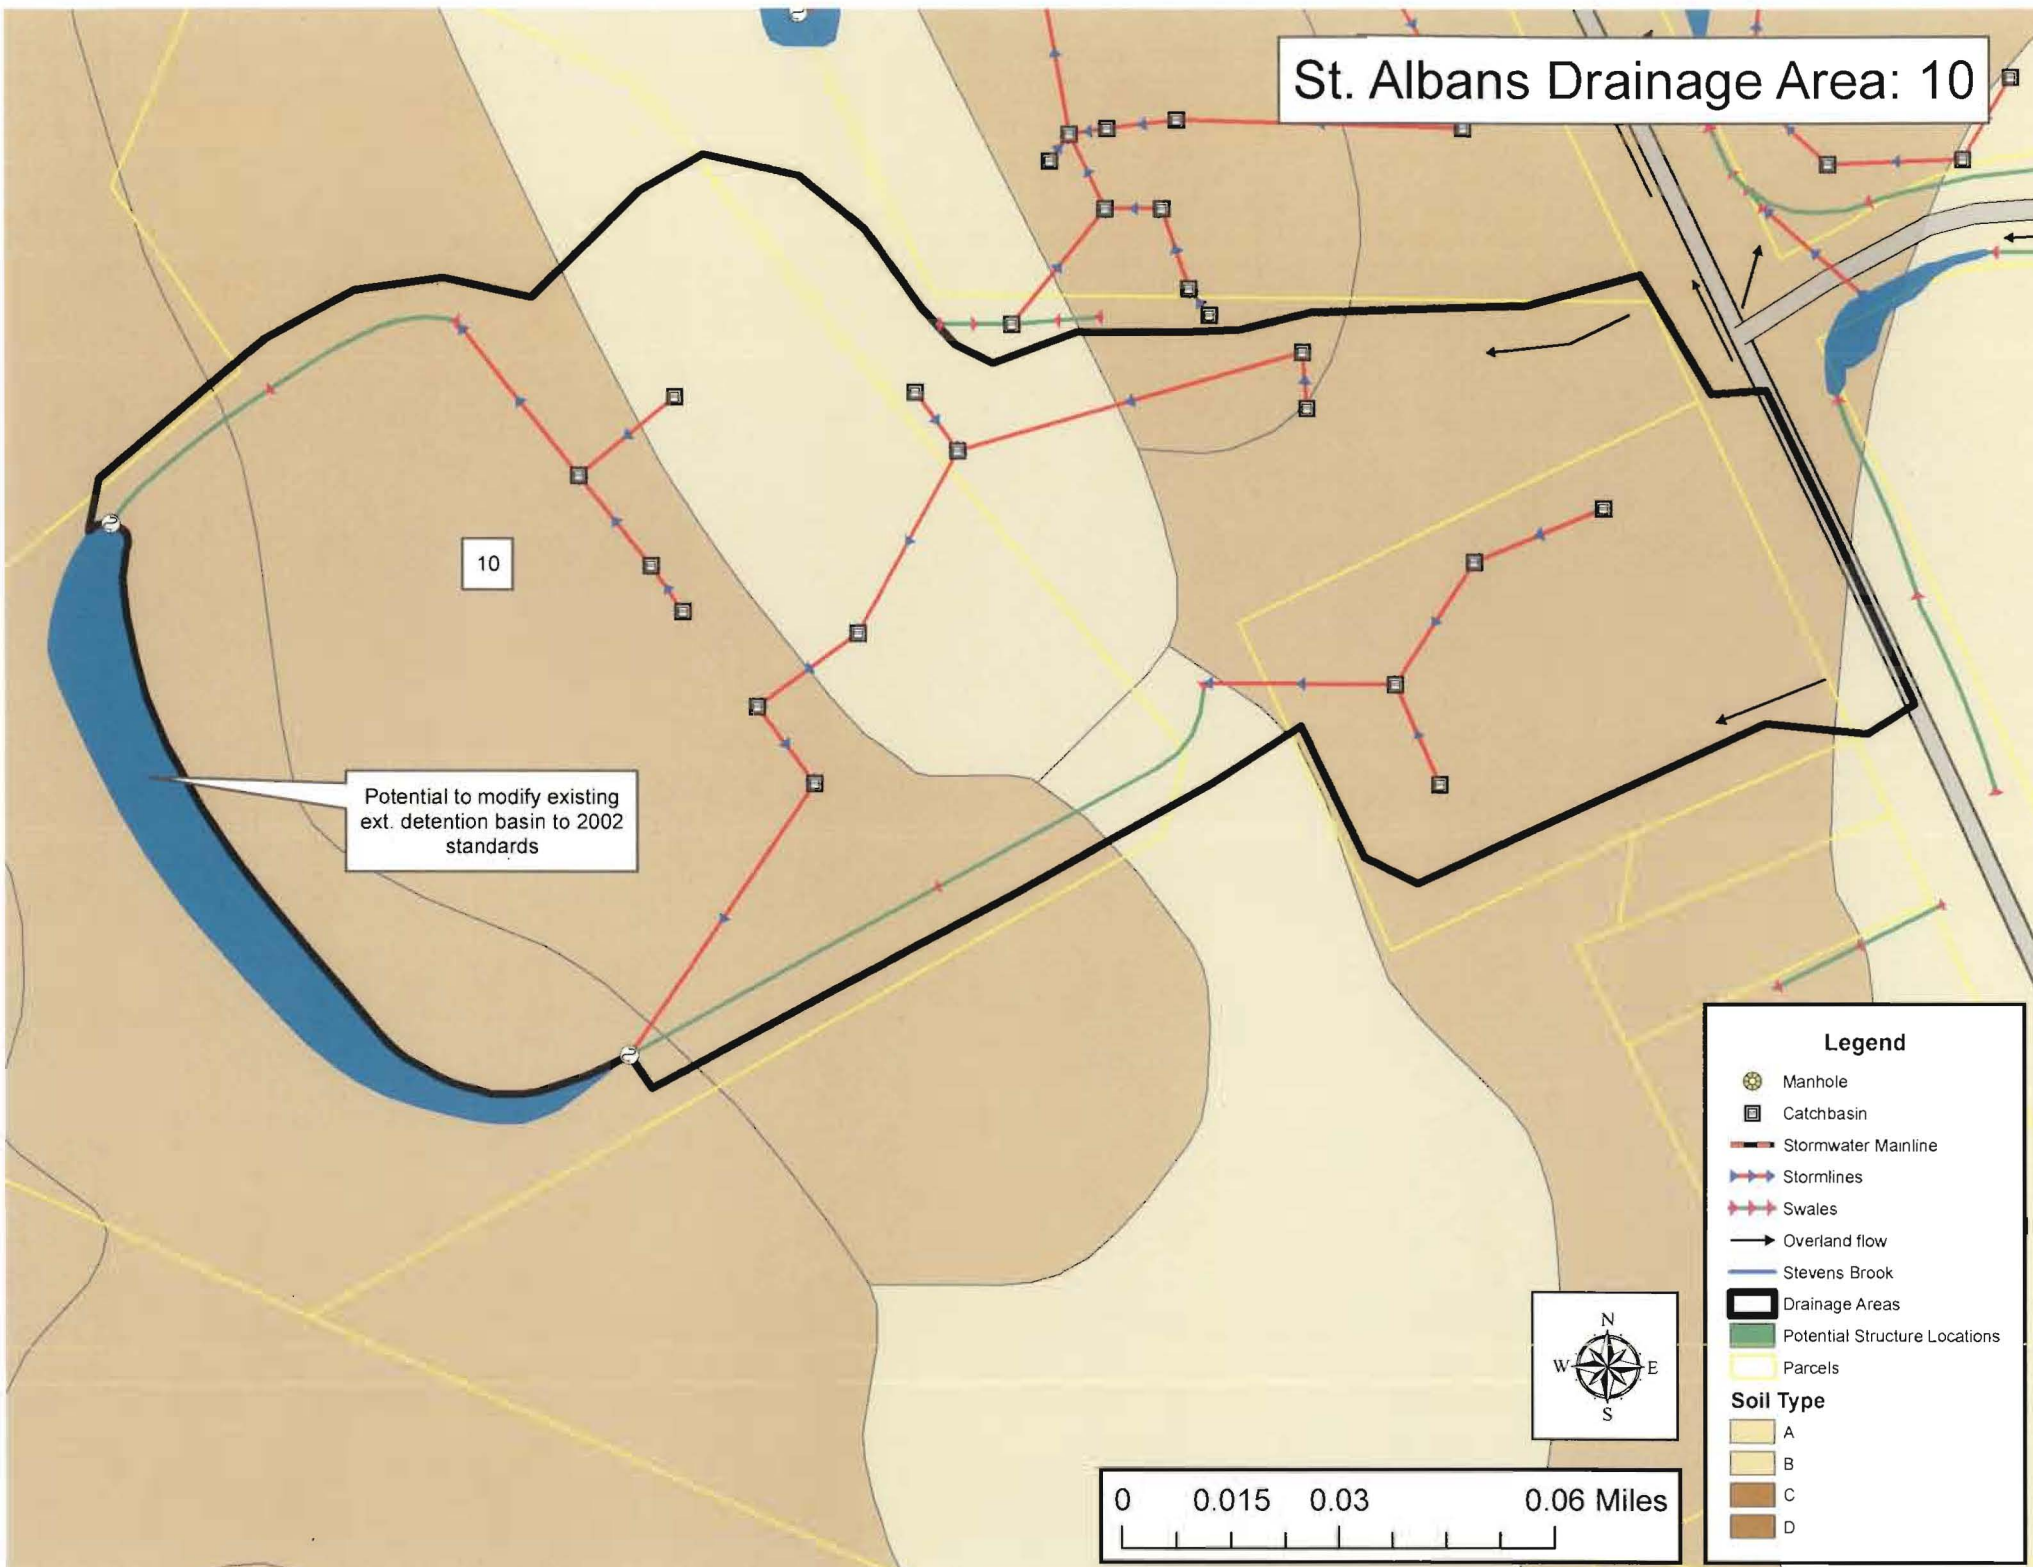 St. Albans Drainage Area: 10
10
Potential to modify existing
ext. detention basin to 2002
standards
Legend
Manhole
Catchbasin
Stormwater Mainline
Stormlines
Swales
Overland flow
Stevens Brook
Drainage Areas
Potential Structure Locations
Parcels
Soil Type
A
B
C
D
N
W E
S
0 0.015 0.03 0.06 Miles